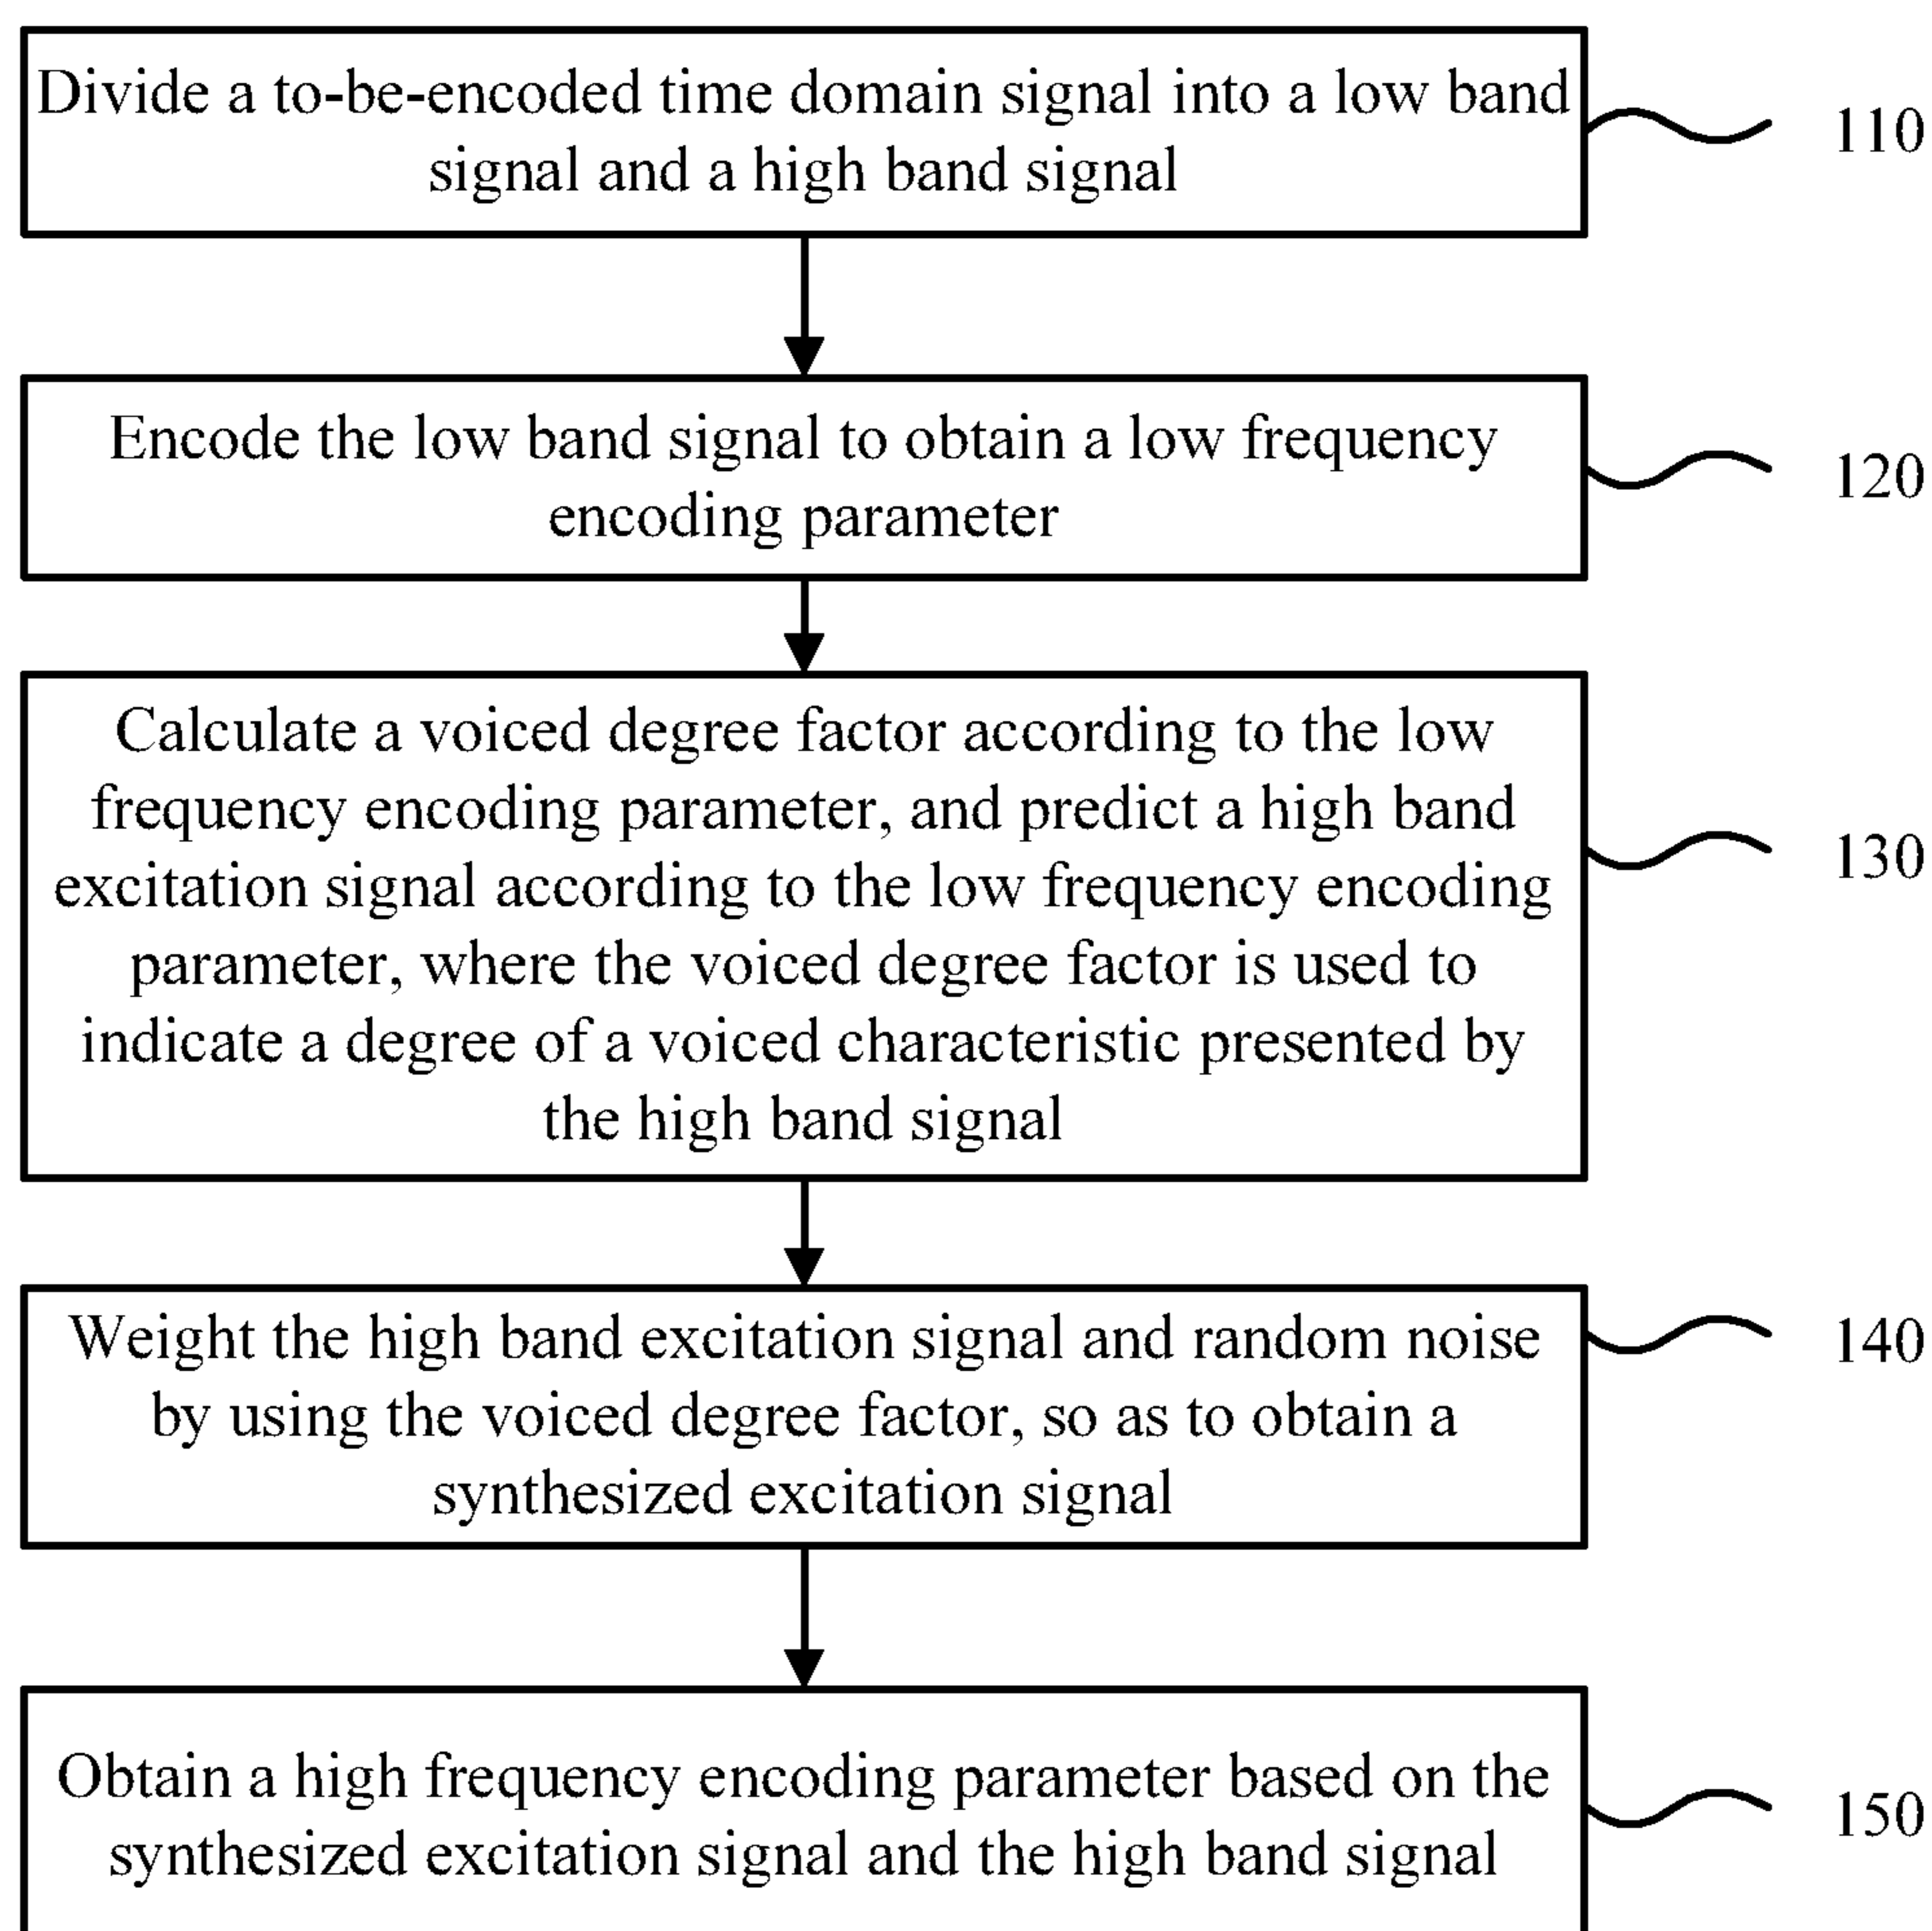 Divide a to-be-encoded time domain signal into a low band
signal and a high band signal
110
Encode the low band signal to obtain a low frequency
encoding parameter
120
Calculate a voiced degree factor according to the low
frequency encoding parameter, and predict a high band
excitation signal according to the low frequency encoding
parameter, where the voiced degree factor is used to
indicate a degree of a voiced characteristic presented by
the high band signal
130
Weight the high band excitation signal and random noise
by using the voiced degree factor, so as to obtain a
synthesized excitation signal
140
Obtain a high frequency encoding parameter based on the
synthesized excitation signal and the high band signal
150